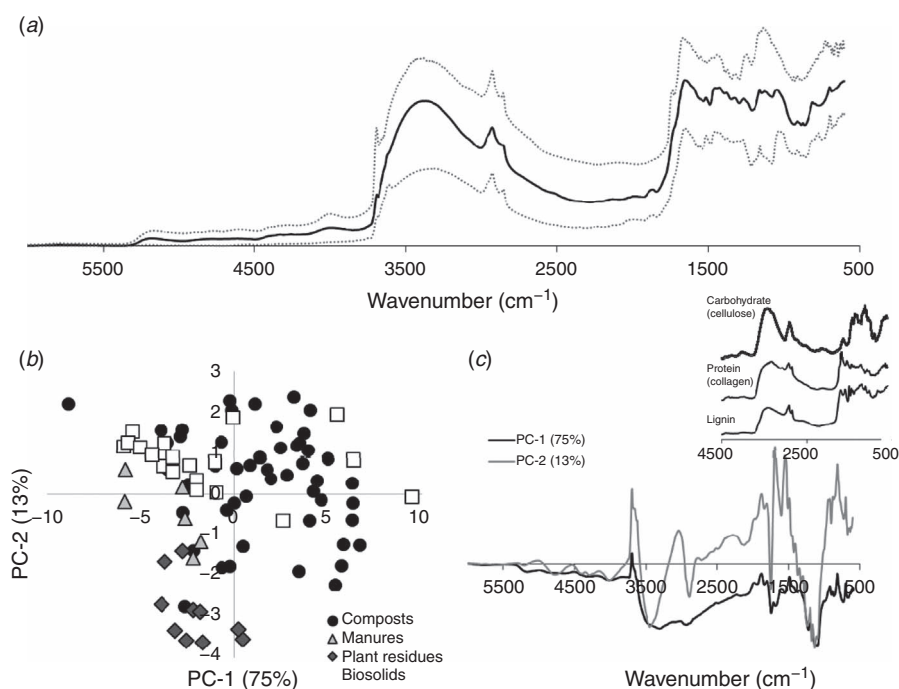 (a)
5500 4500 3500 2500 1500 500
Wavenumber (cm⁻¹)
(b)
3
2
1
0
−10 −5 0 5 10
−1
−2
−3
−4
PC-2 (13%)
PC-1 (75%)
Composts
Manures
Plant residues
Biosolids
(c)
Carbohydrate
(cellulose)
Protein
(collagen)
Lignin
4500 2500 500
PC-1 (75%)
PC-2 (13%)
5500 4500 3500 2500 1500 500
Wavenumber (cm⁻¹)